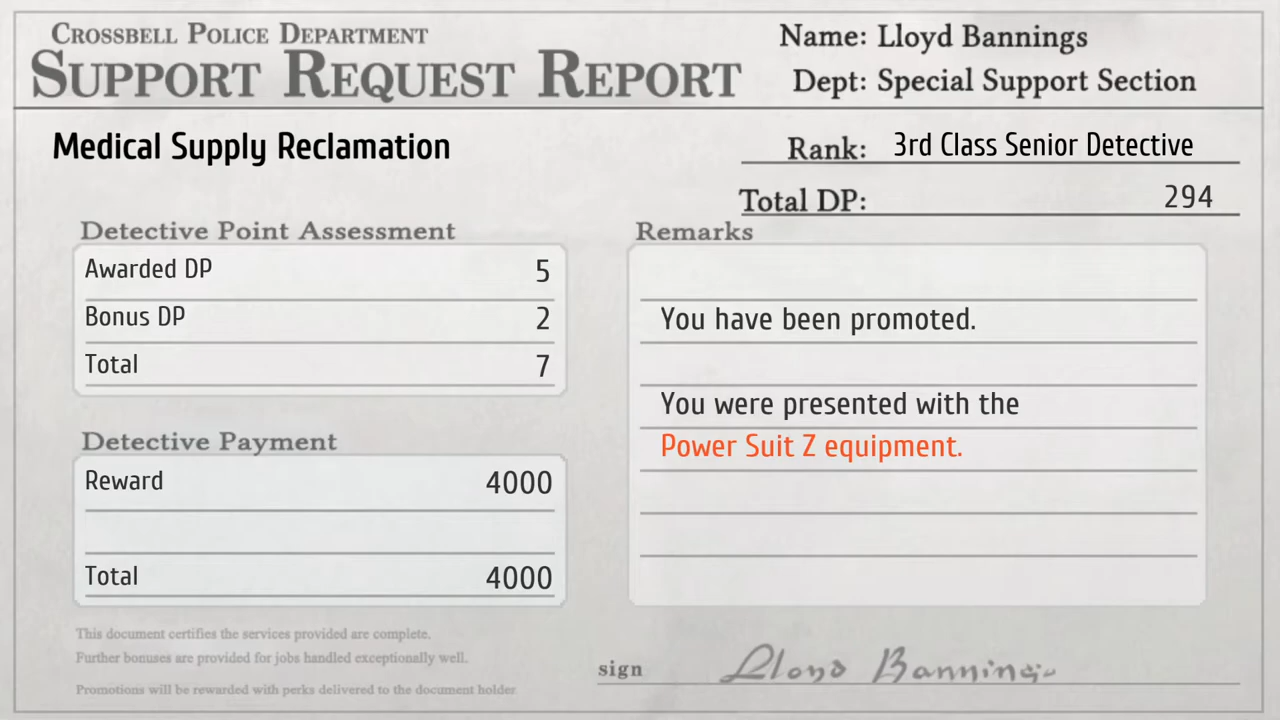 Crossbell Police Department
Support Request Report
Name: Lloyd Bannings
Dept: Special Support Section
Medical Supply Reclamation
Rank: 3rd Class Senior Detective
Total DP: 294
Detective Point Assessment
Awarded DP 5
Bonus DP 2
Total 7
Detective Payment
Reward 4000
Total 4000
Remarks
You have been promoted.
You were presented with the
Power Suit Z equipment.
This document certifies the services provided are complete.
Further bonuses are provided for jobs handled exceptionally well.
Promotions will be rewarded with perks delivered to the document holder
sign Lloyd Bannings